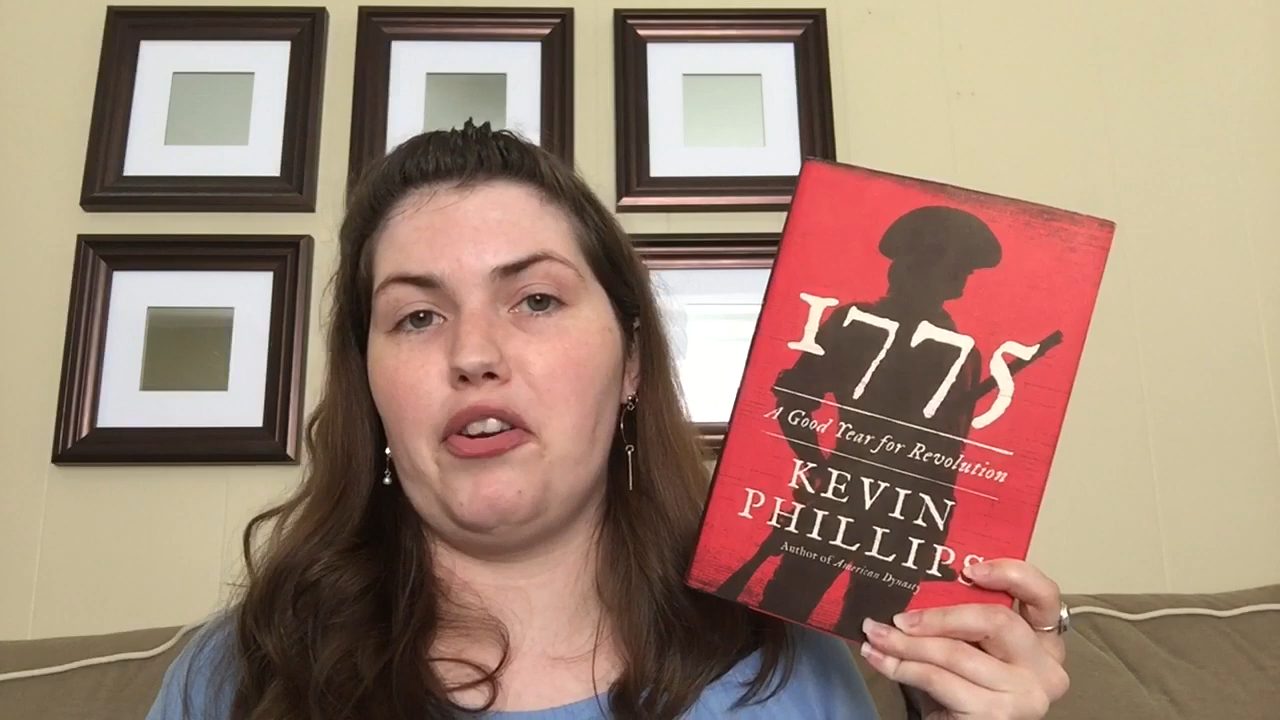 1775
A Good Year for Revolution
KEVIN
PHILLIPS
Author of American Dynasty